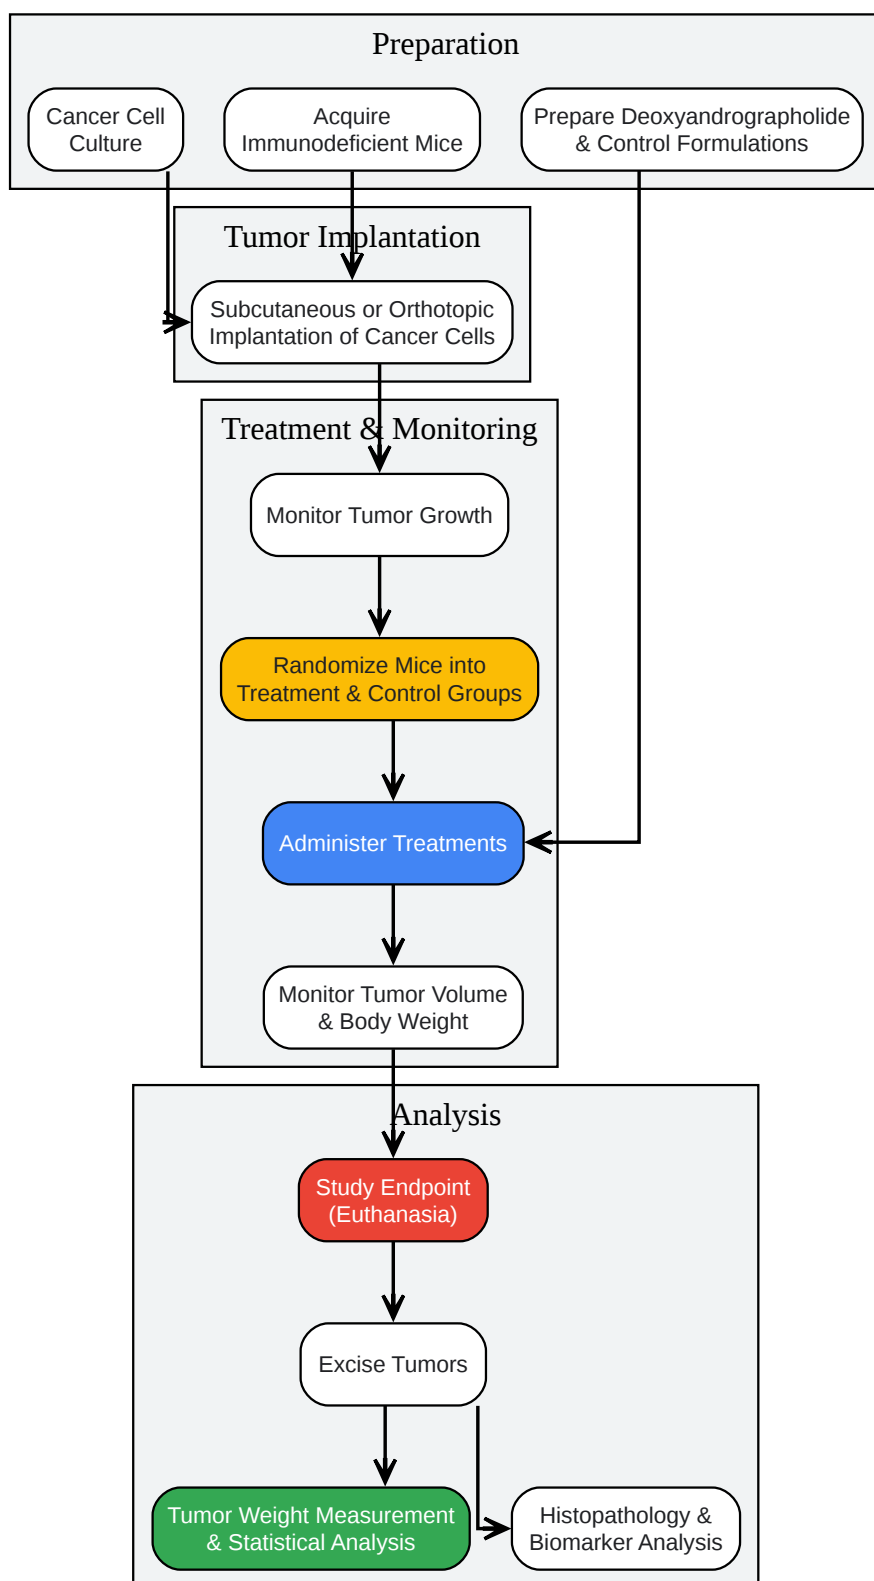 Preparation
Cancer Cell
Culture
Acquire
Immunodeficient Mice
Prepare Deoxyandrographolide
& Control Formulations
Tumor Implantation
Subcutaneous or Orthotopic
Implantation of Cancer Cells
Treatment & Monitoring
Monitor Tumor Growth
Randomize Mice into
Treatment & Control Groups
Administer Treatments
Monitor Tumor Volume
& Body Weight
Analysis
Study Endpoint
(Euthanasia)
Excise Tumors
Tumor Weight Measurement
& Statistical Analysis
Histopathology &
Biomarker Analysis